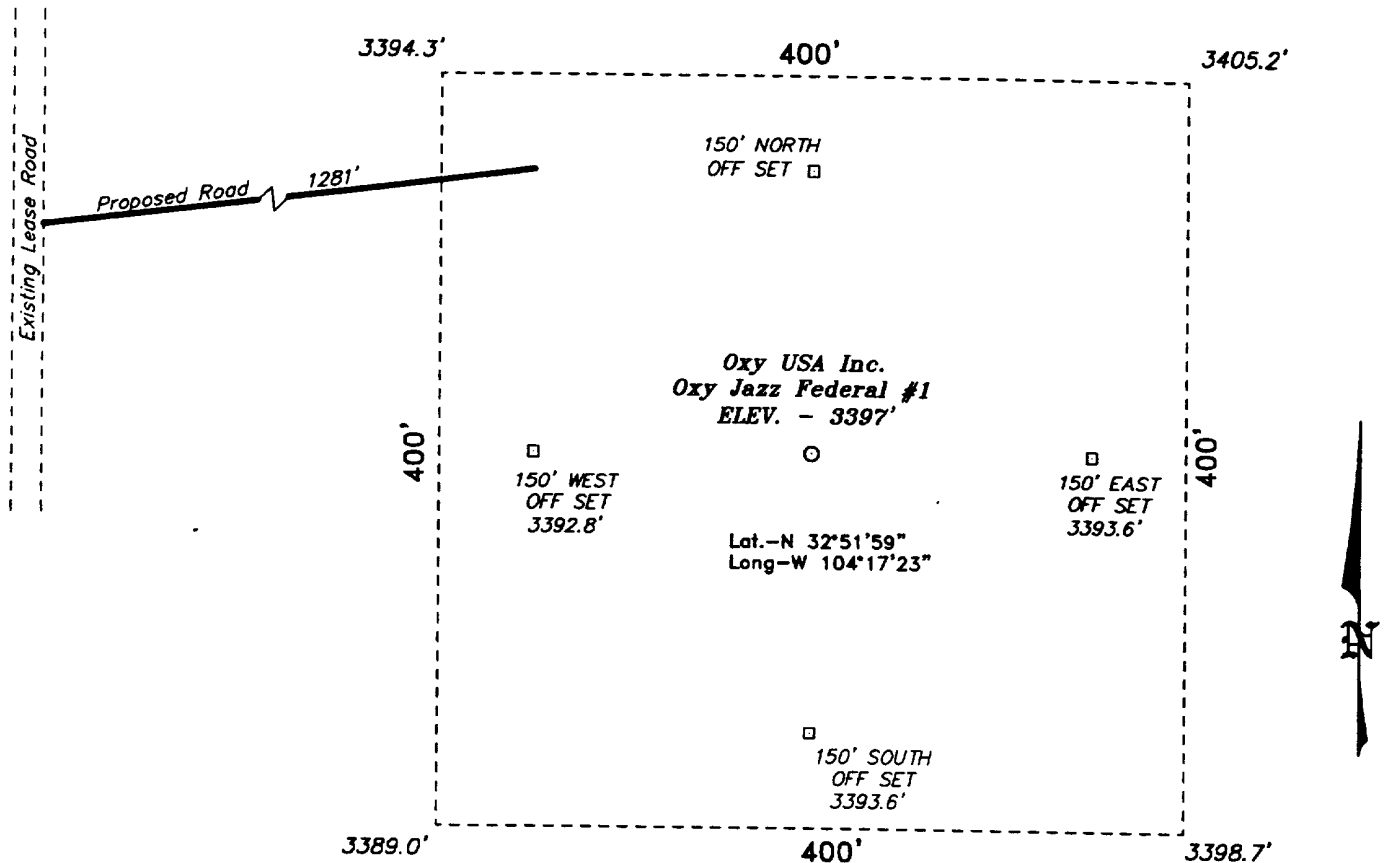 3394.3'
400'
3405.2'
150' NORTH
OFF SET
Existing Lease Road
Proposed Road
1281'
Oxy USA Inc.
Oxy Jazz Federal #1
ELEV. - 3397'
400'
150' WEST
OFF SET
3392.8'
150' EAST
OFF SET
3393.6'
400'
Lat.-N 32°51'59"
Long-W 104°17'23"
N
150' SOUTH
OFF SET
3393.6'
3389.0'
400'
3398.7'